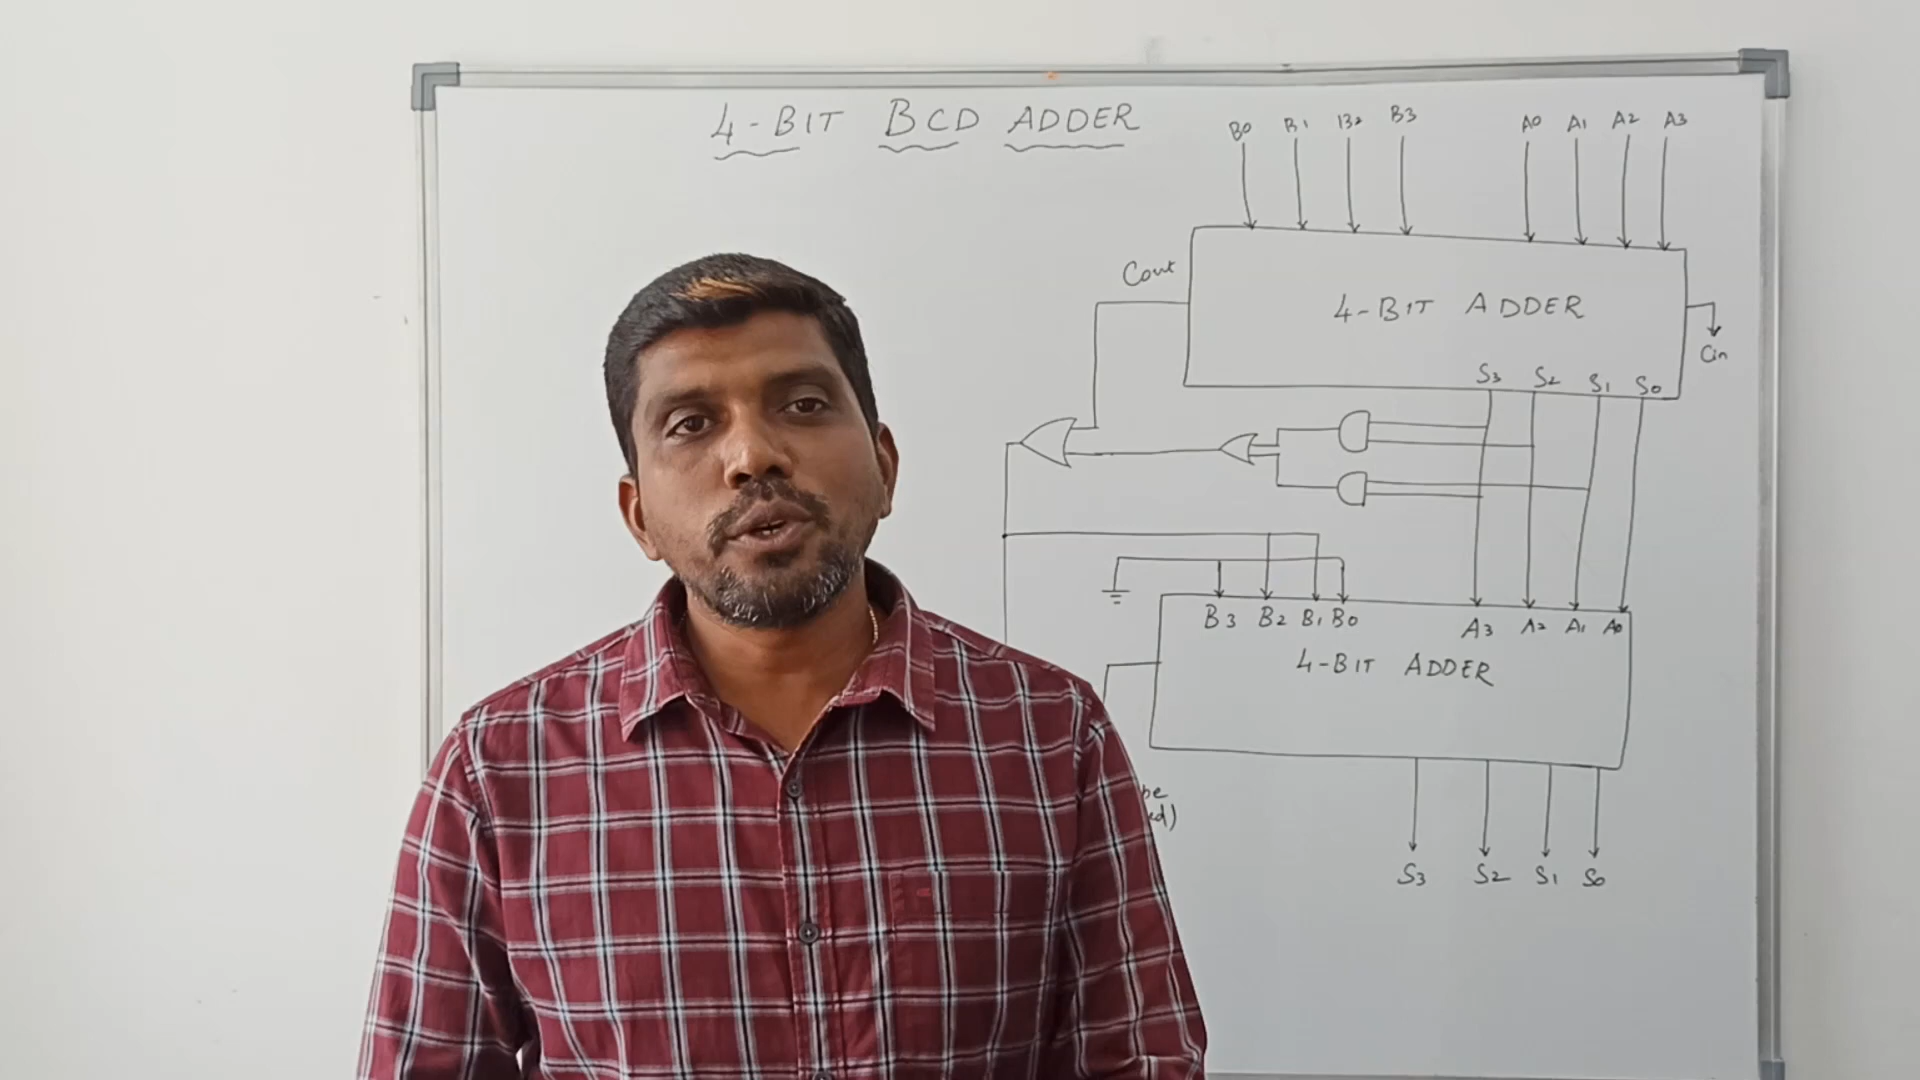 4-BIT BCD ADDER
B0 B1 B2 B3 A0 A1 A2 A3
Cout
4-BIT ADDER
Cin
S3 S2 S1 S0
B3 B2 B1 B0 A3 A2 A1 A0
4-BIT ADDER
S3 S2 S1 S0